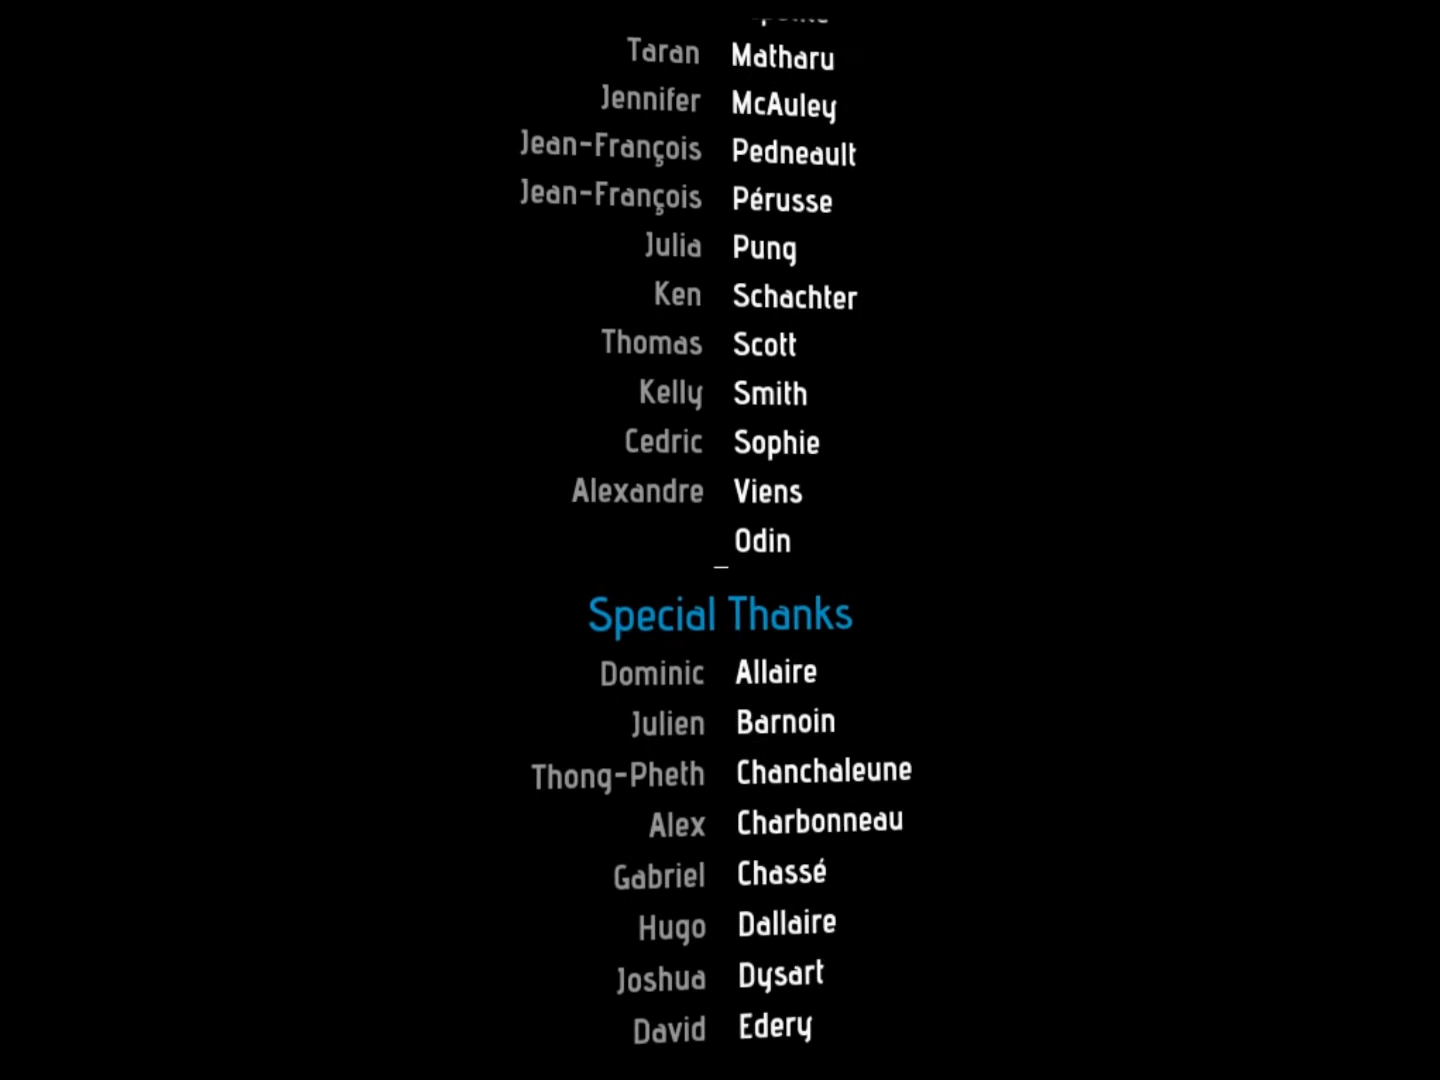 Taran Matharu
Jennifer McAuley
Jean-François Pedneault
Jean-François Pérusse
Julia Pung
Ken Schachter
Thomas Scott
Kelly Smith
Cedric Sophie
Alexandre Viens
Odin
Special Thanks
Dominic Allaire
Julien Barnoin
Thong-Pheth Chanchaleune
Alex Charbonneau
Gabriel Chassé
Hugo Dallaire
Joshua Dysart
David Edery